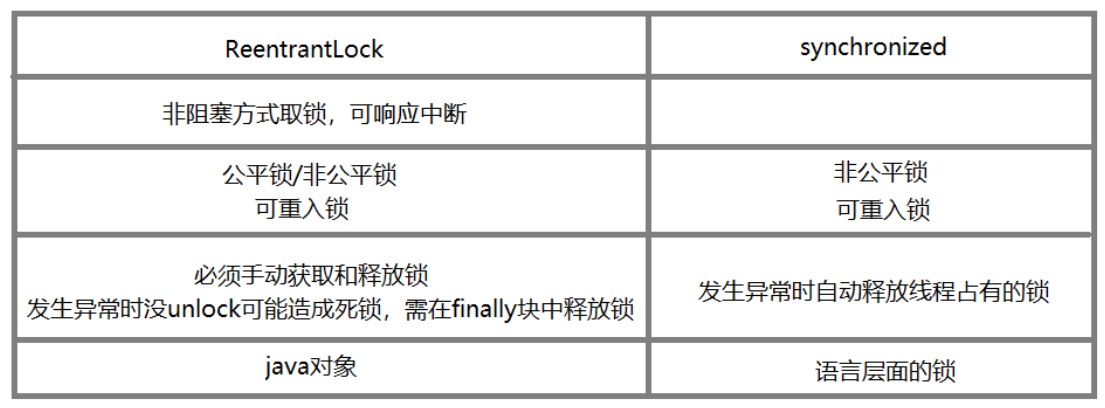 ReentrantLock
synchronized
非阻塞方式取锁，可响应中断
公平锁/非公平锁
可重入锁
非公平锁
可重入锁
必须手动获取和释放锁
发生异常时没unlock可能造成死锁，需在finally块中释放锁
发生异常时自动释放线程占有的锁
java对象
语言层面的锁